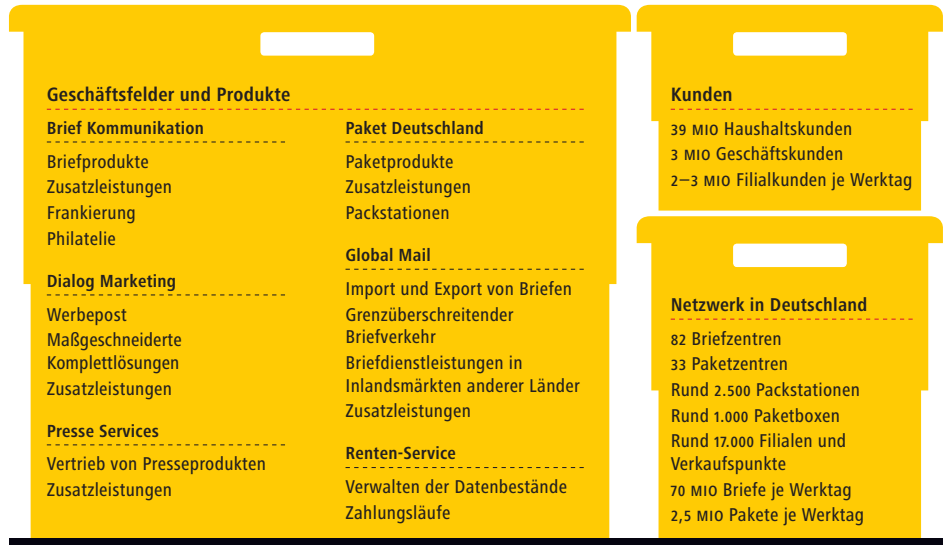 Geschäftsfelder und Produkte
Brief Kommunikation
Briefprodukte
Zusatzleistungen
Frankierung
Philatelie
Dialog Marketing
Werbepost
Maßgeschneiderte
Komplettlösungen
Zusatzleistungen
Presse Services
Vertrieb von Presseprodukten
Zusatzleistungen
Paket Deutschland
Paketprodukte
Zusatzleistungen
Packstationen
Global Mail
Import und Export von Briefen
Grenzüberschreitender
Briefverkehr
Briefdienstleistungen in
Inlandsmärkten anderer Länder
Zusatzleistungen
Renten-Service
Verwalten der Datenbestände
Zahlungsläufe
Kunden
39 MIO Haushaltskunden
3 MIO Geschäftskunden
2–3 MIO Filialkunden je Werktag
Netzwerk in Deutschland
82 Briefzentren
33 Paketzentren
Rund 2.500 Packstationen
Rund 1.000 Paketboxen
Rund 17.000 Filialen und
Verkaufspunkte
70 MIO Briefe je Werktag
2,5 MIO Pakete je Werktag